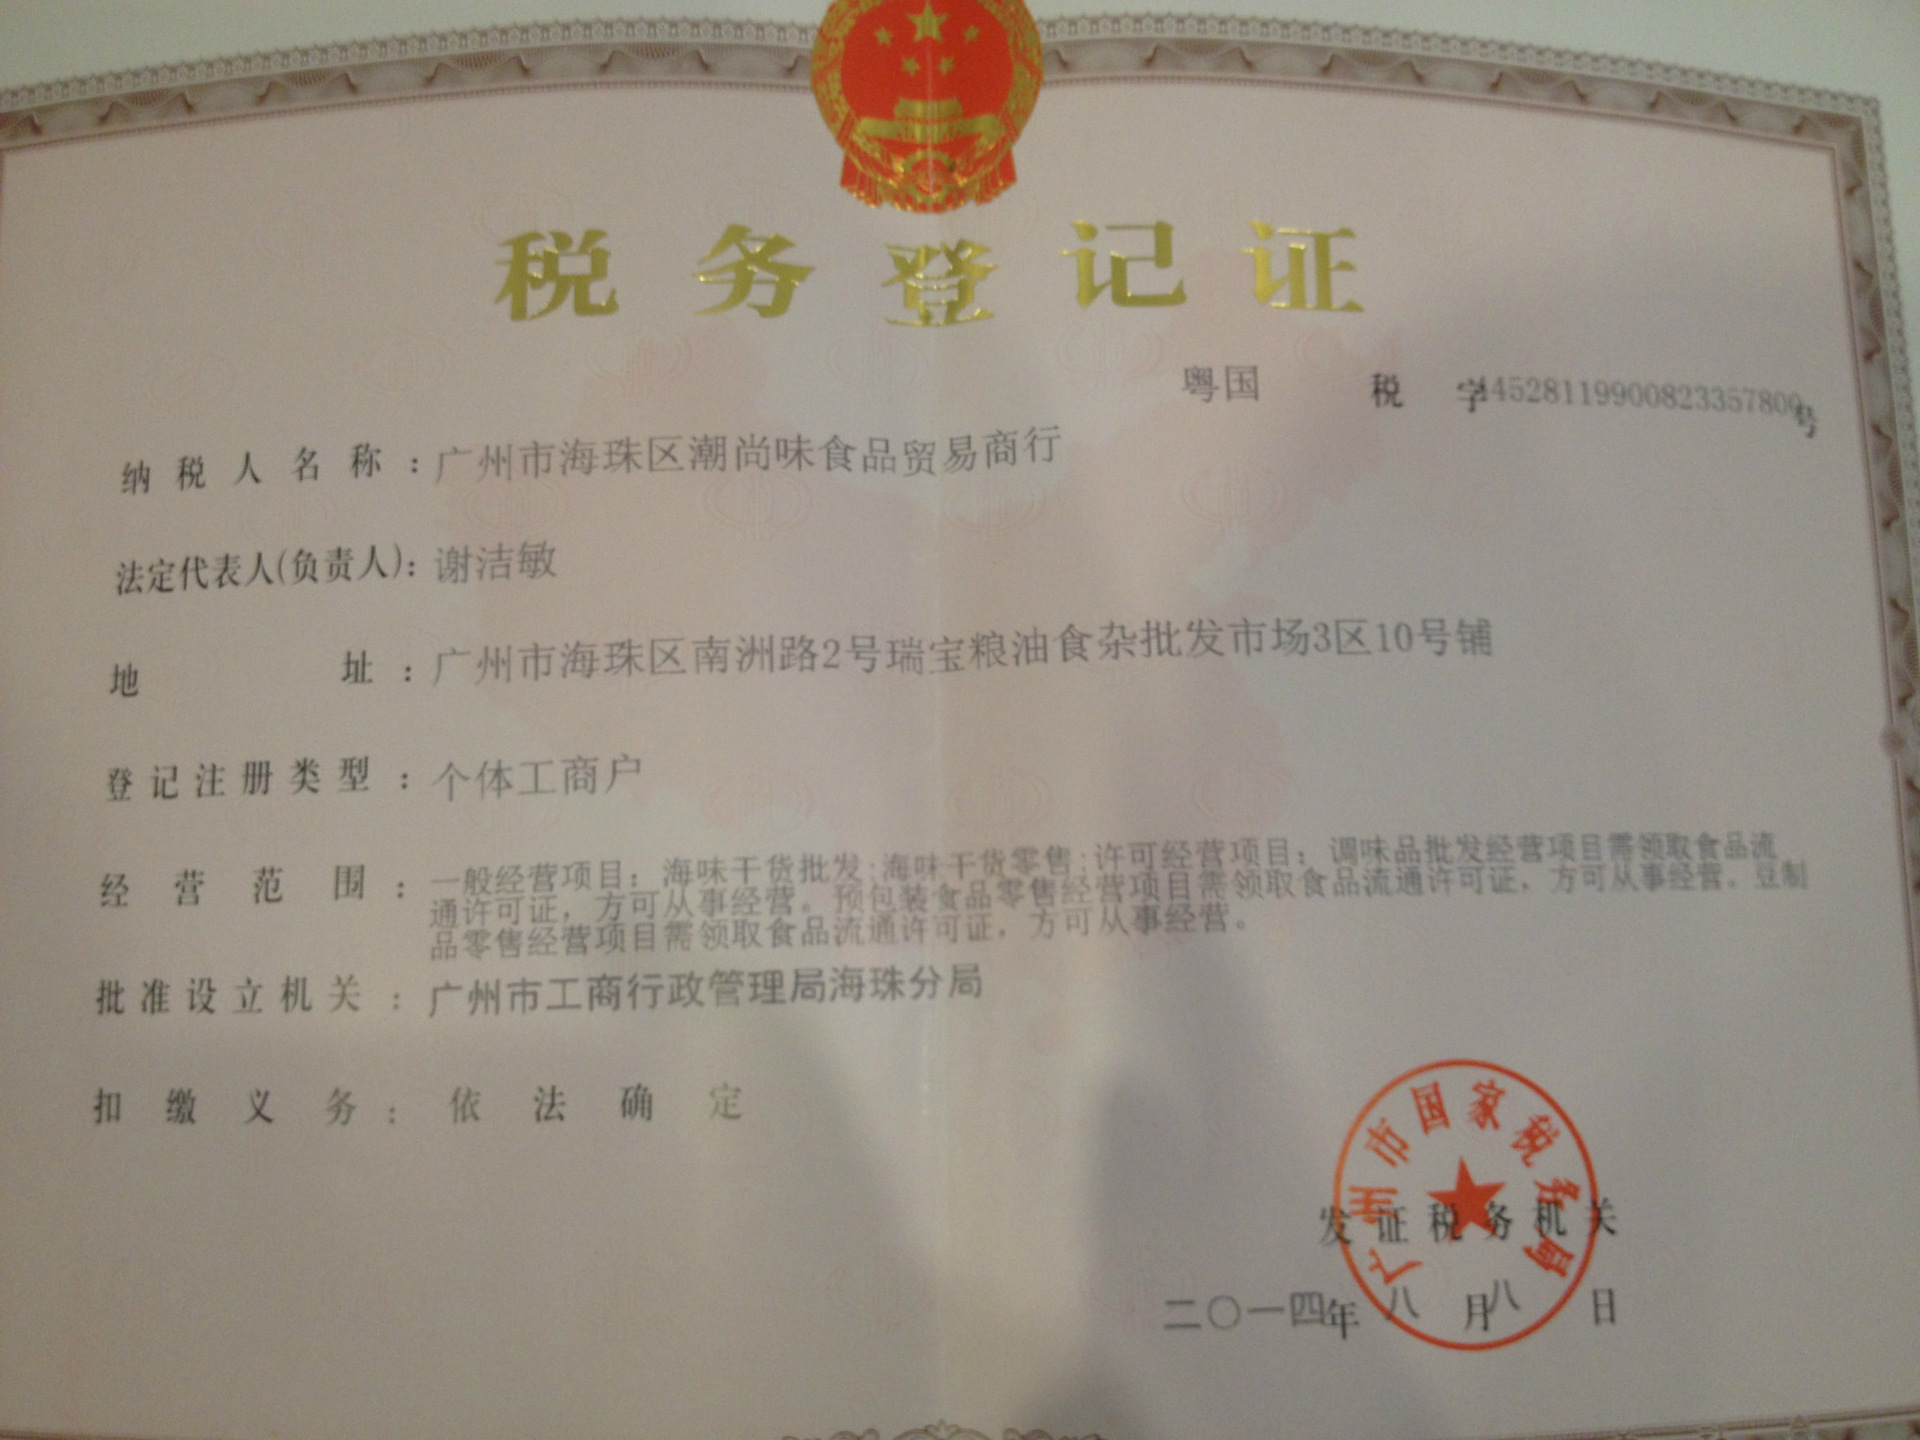 税务登记证
粤国 税 字44528119900823357800号
纳税人名称：广州市海珠区潮尚味食品贸易商行
法定代表人(负责人)：谢洁敏
地址：广州市海珠区南洲路2号瑞宝粮油食杂批发市场3区10号铺
登记注册类型：个体工商户
经营范围：一般经营项目：海味干货批发;海味干货零售;许可经营项目：调味品批发经营项目需领取食品流
通许可证，方可从事经营。预包装食品零售经营项目需领取食品流通许可证，方可从事经营。豆制
品零售经营项目需领取食品流通许可证，方可从事经营。
批准设立机关：广州市工商行政管理局海珠分局
扣缴义务：依法确定
广州市国家税务局
发证税务机关
二〇一四年八月八日